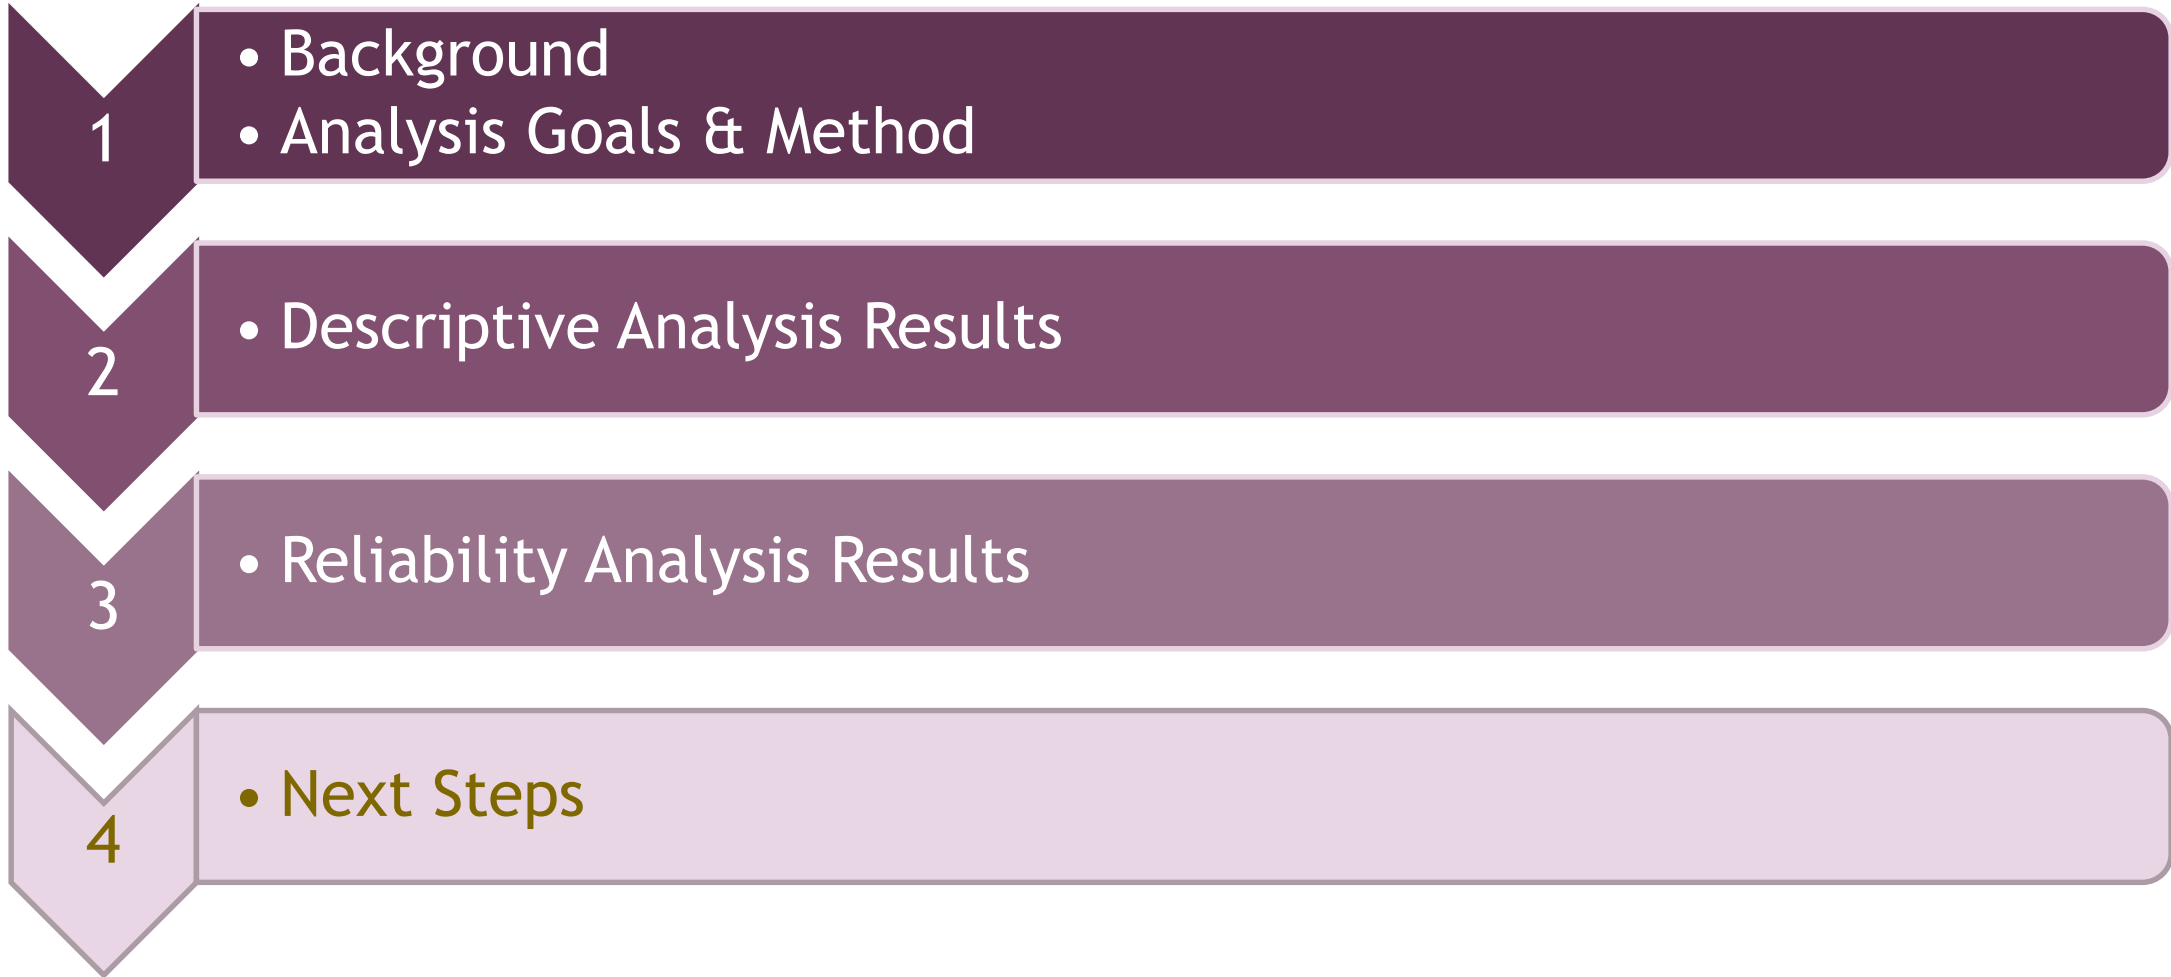 1
• Background
• Analysis Goals & Method
2
• Descriptive Analysis Results
3
• Reliability Analysis Results
4
• Next Steps